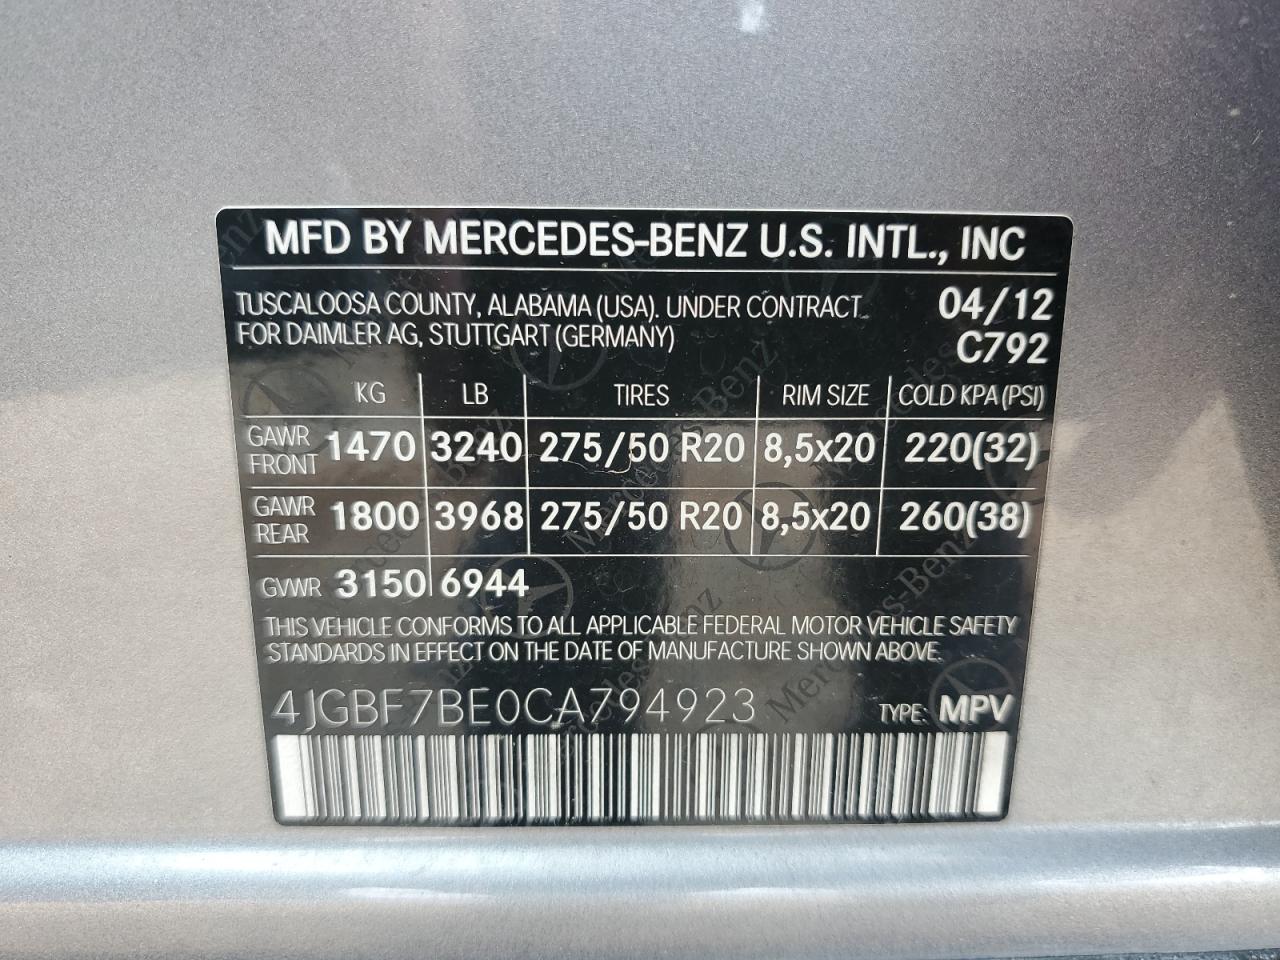 MFD BY MERCEDES-BENZ U.S. INTL., INC
TUSCALOOSA COUNTY, ALABAMA (USA). UNDER CONTRACT 04/12
FOR DAIMLER AG, STUTTGART (GERMANY) C792
KG LB TIRES RIM SIZE COLD KPA (PSI)
GAWR FRONT 1470 3240 275/50 R20 8,5x20 220(32)
GAWR REAR 1800 3968 275/50 R20 8,5x20 260(38)
GVWR 3150 6944
THIS VEHICLE CONFORMS TO ALL APPLICABLE FEDERAL MOTOR VEHICLE SAFETY
STANDARDS IN EFFECT ON THE DATE OF MANUFACTURE SHOWN ABOVE.
4JGBF7BE0CA794923 TYPE: MPV